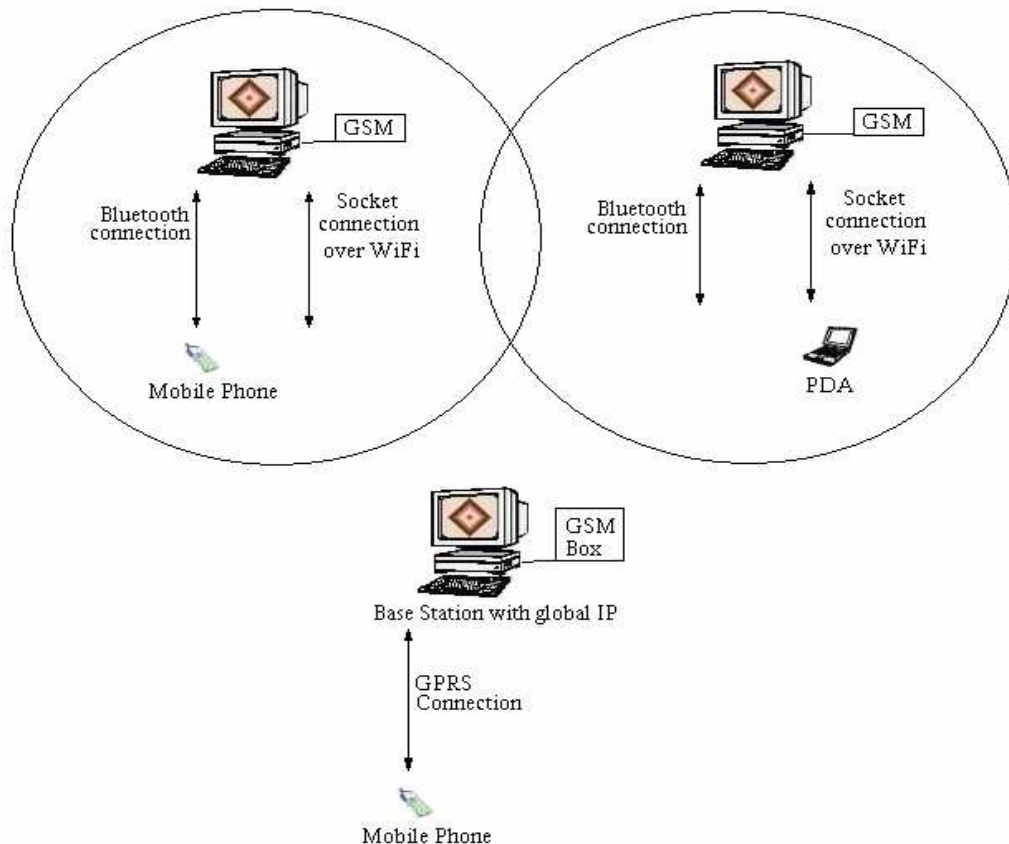 GSM
GSM
Bluetooth
connection
Socket
connection
over WiFi
Bluetooth
connection
Socket
connection
over WiFi
Mobile Phone
PDA
GSM
Box
Base Station with global IP
GPRS
Connection
Mobile Phone